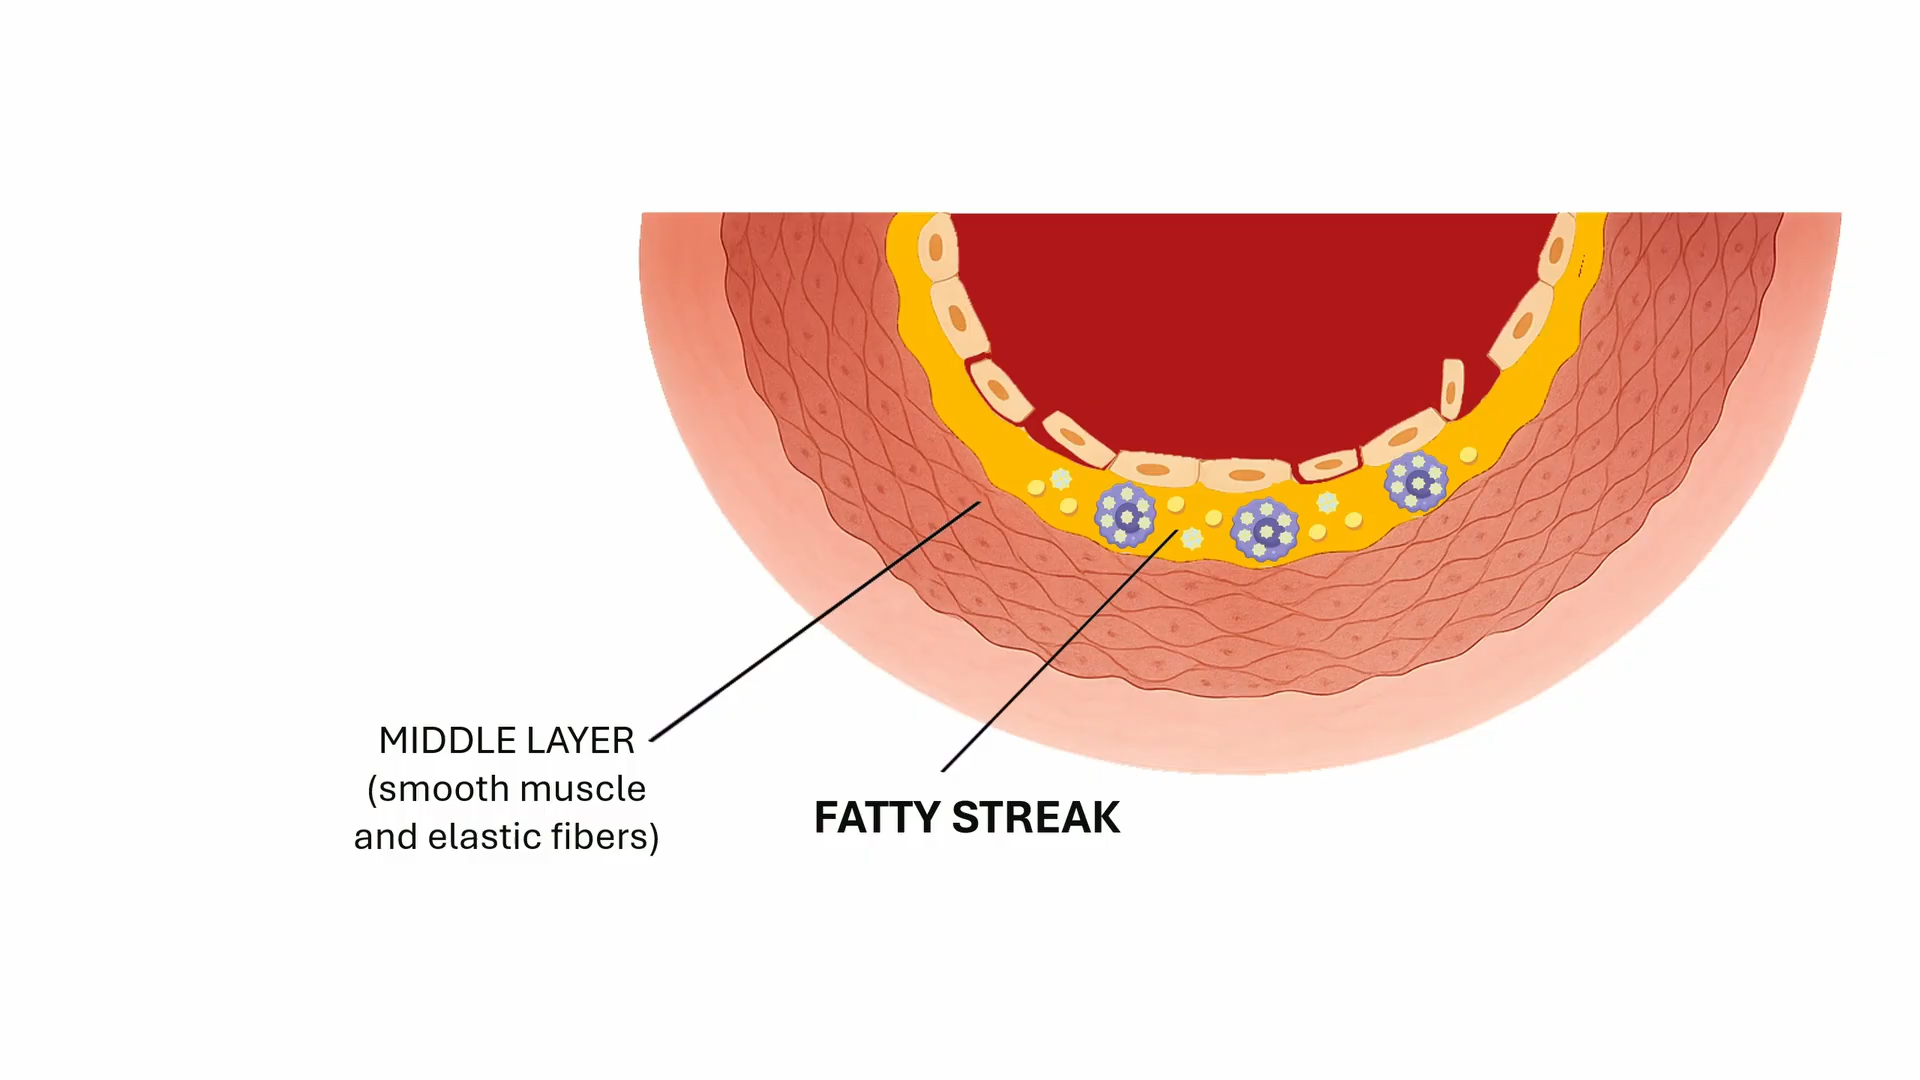 MIDDLE LAYER
(smooth muscle
and elastic fibers)
FATTY STREAK